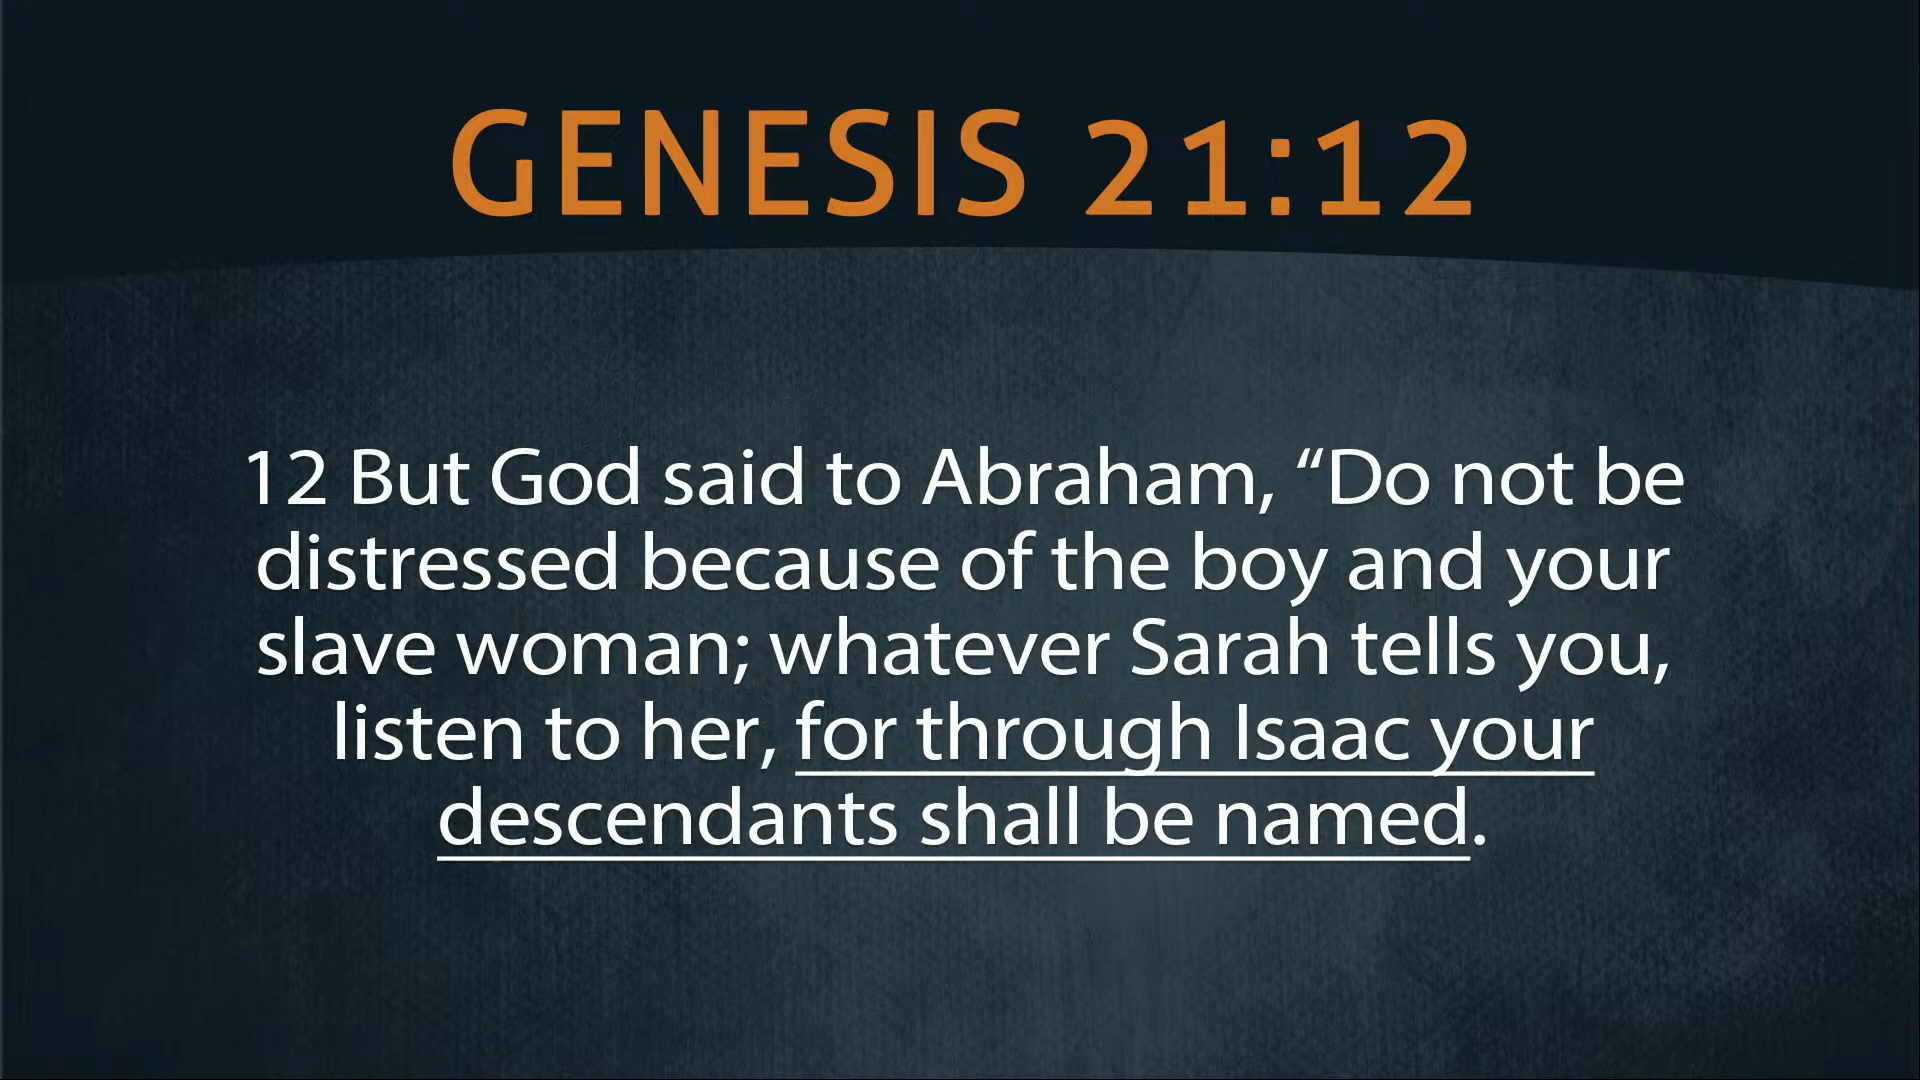 GENESIS 21:12
12 But God said to Abraham, “Do not be
distressed because of the boy and your
slave woman; whatever Sarah tells you,
listen to her, for through Isaac your
descendants shall be named.